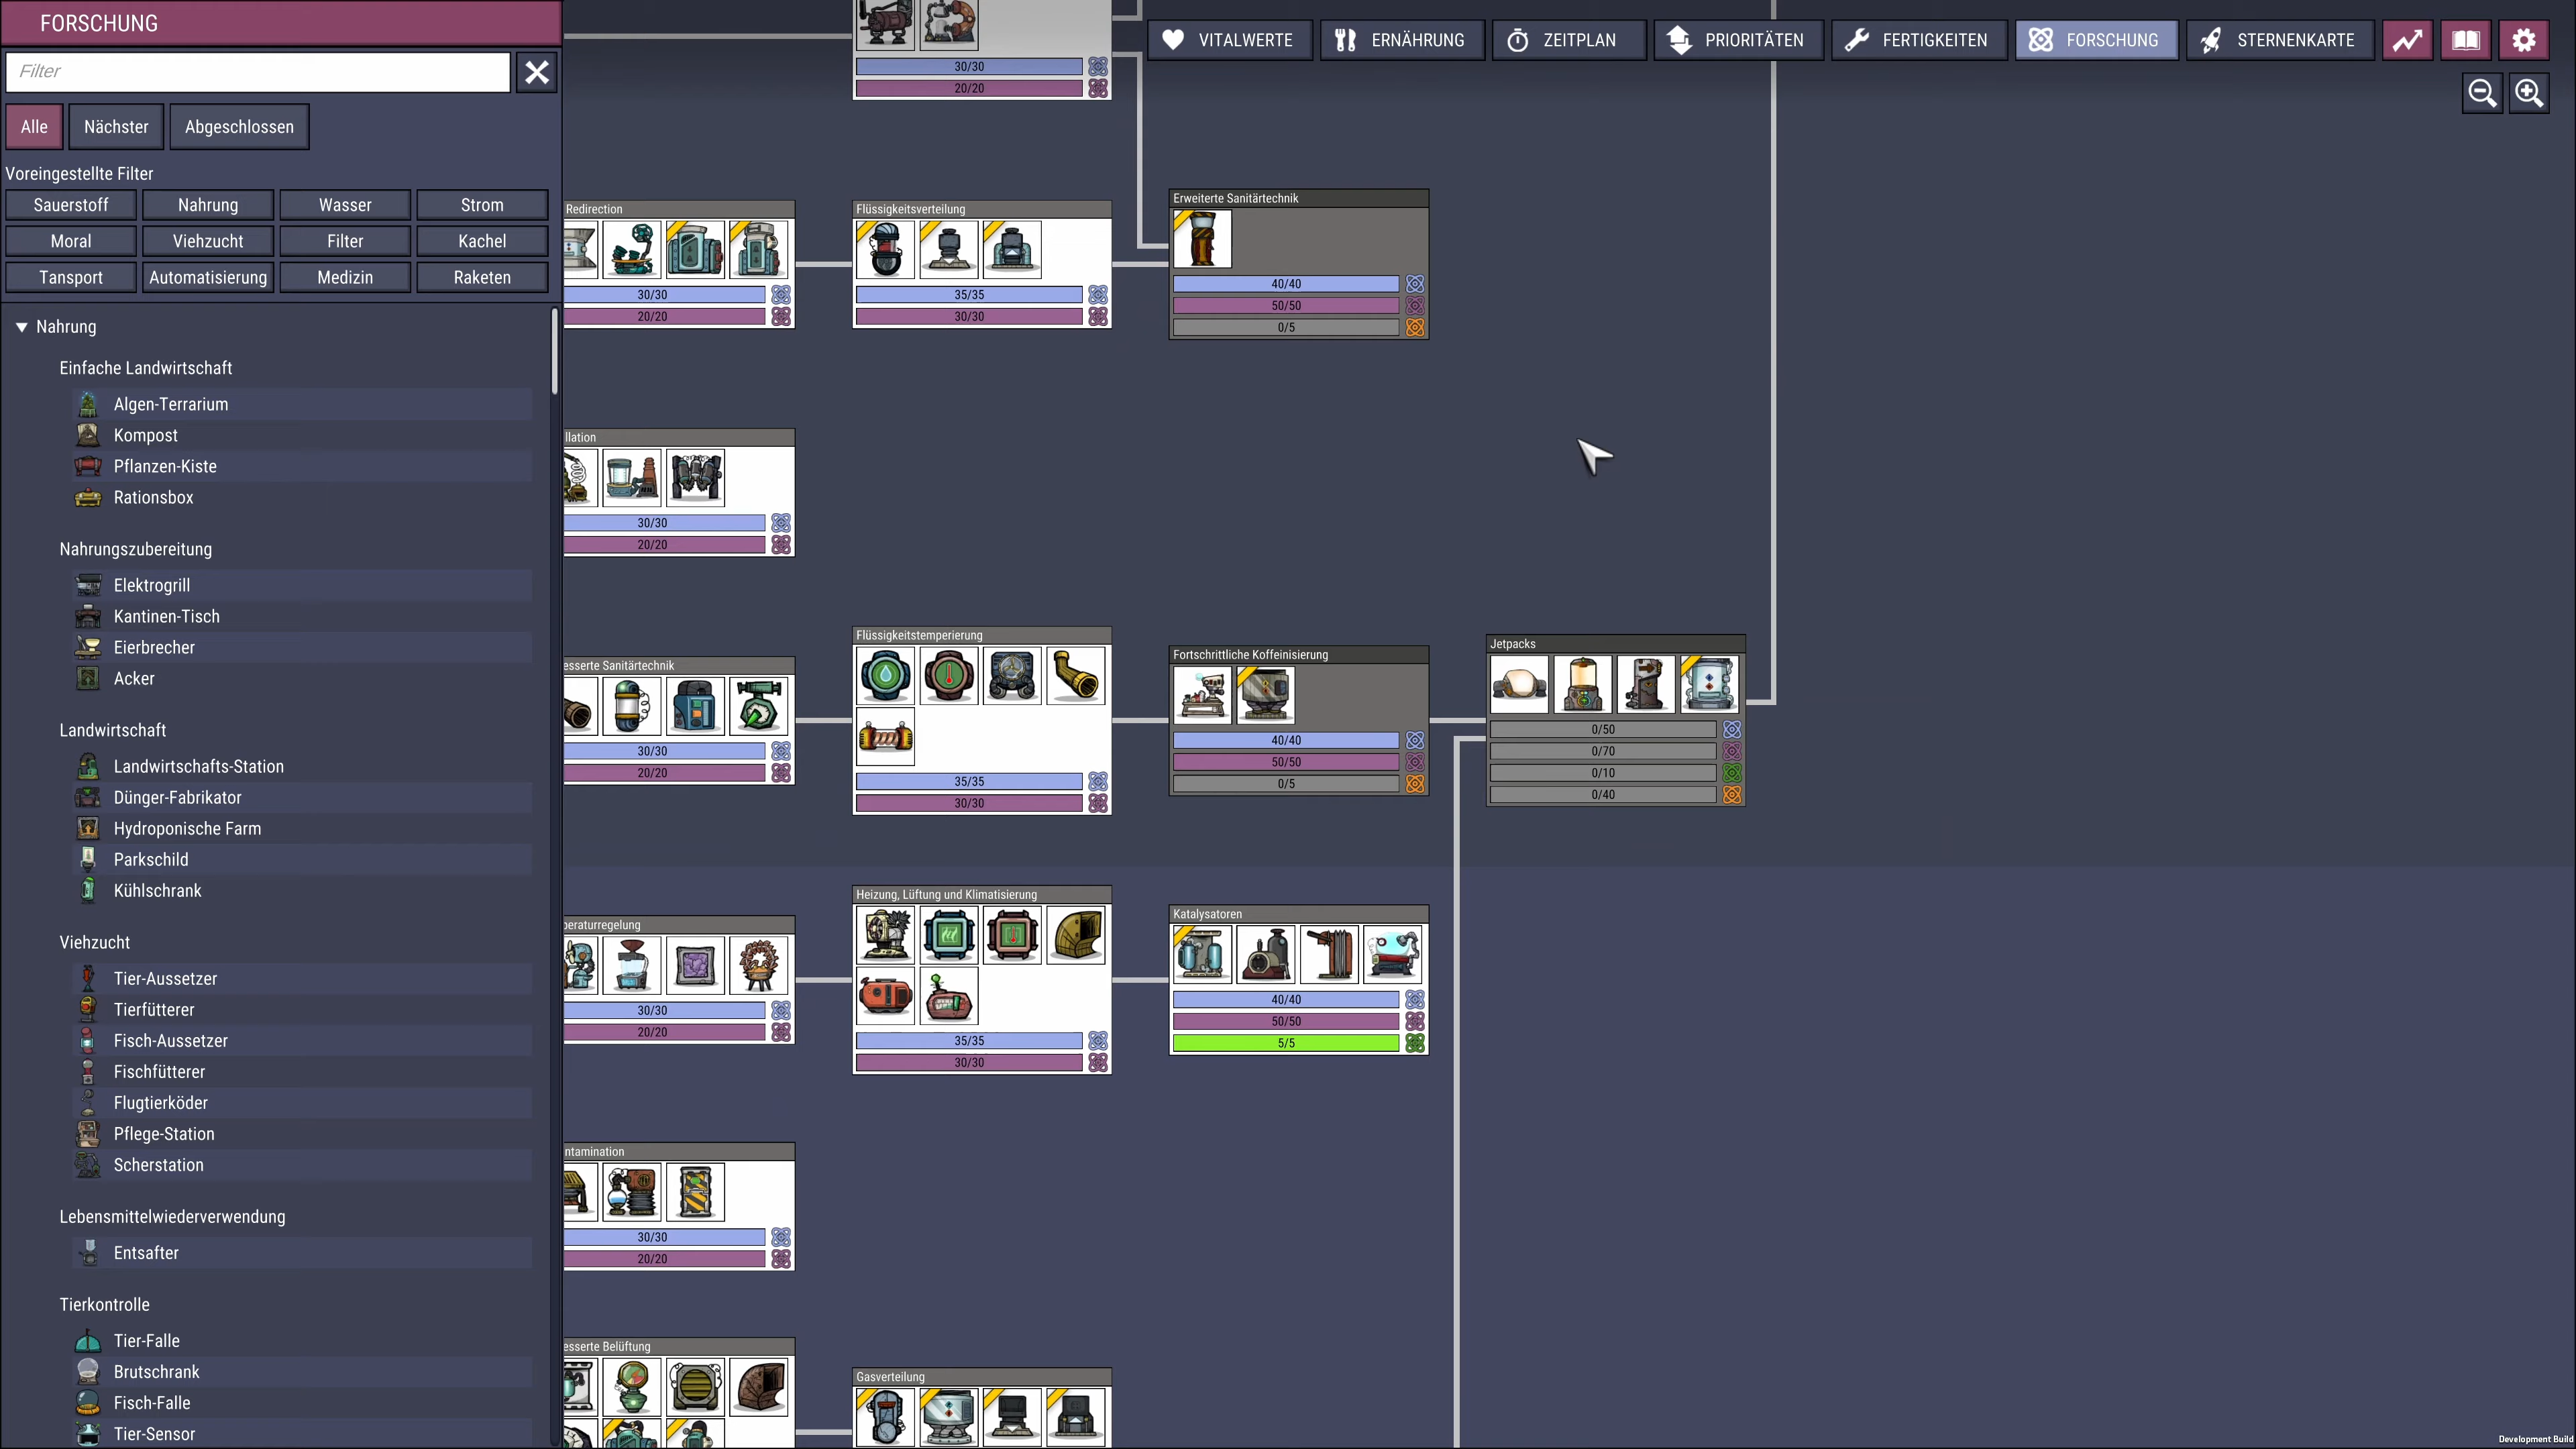 FORSCHUNG
Filter
Alle
Nächster
Abgeschlossen
Voreingestellte Filter
Sauerstoff
Nahrung
Wasser
Strom
Moral
Viehzucht
Filter
Kachel
Tansport
Automatisierung
Medizin
Raketen
Nahrung
Einfache Landwirtschaft
Algen-Terrarium
Kompost
Pflanzen-Kiste
Rationsbox
Nahrungszubereitung
Elektrogrill
Kantinen-Tisch
Eierbrecher
Acker
Landwirtschaft
Landwirtschafts-Station
Dünger-Fabrikator
Hydroponische Farm
Parkschild
Kühlschrank
Viehzucht
Tier-Aussetzer
Tierfütterer
Fisch-Aussetzer
Fischfütterer
Flugtierköder
Pflege-Station
Scherstation
Lebensmittelwiederverwendung
Entsafter
Tierkontrolle
Tier-Falle
Brutschrank
Fisch-Falle
Tier-Sensor
VITALWERTE
ERNÄHRUNG
ZEITPLAN
PRIORITÄTEN
FERTIGKEITEN
FORSCHUNG
STERNENKARTE
30/30
20/20
Redirection
30/30
20/20
Flüssigkeitsverteilung
35/35
30/30
Erweiterte Sanitärtechnik
40/40
50/50
0/5
llation
30/30
20/20
esserte Sanitärtechnik
30/30
20/20
Flüssigkeitstemperierung
35/35
30/30
Fortschrittliche Koffeinisierung
40/40
50/50
0/5
Jetpacks
0/50
0/70
0/10
0/40
peraturregelung
30/30
20/20
Heizung, Lüftung und Klimatisierung
35/35
30/30
Katalysatoren
40/40
50/50
5/5
ntamination
30/30
20/20
esserte Belüftung
Gasverteilung
Development Build